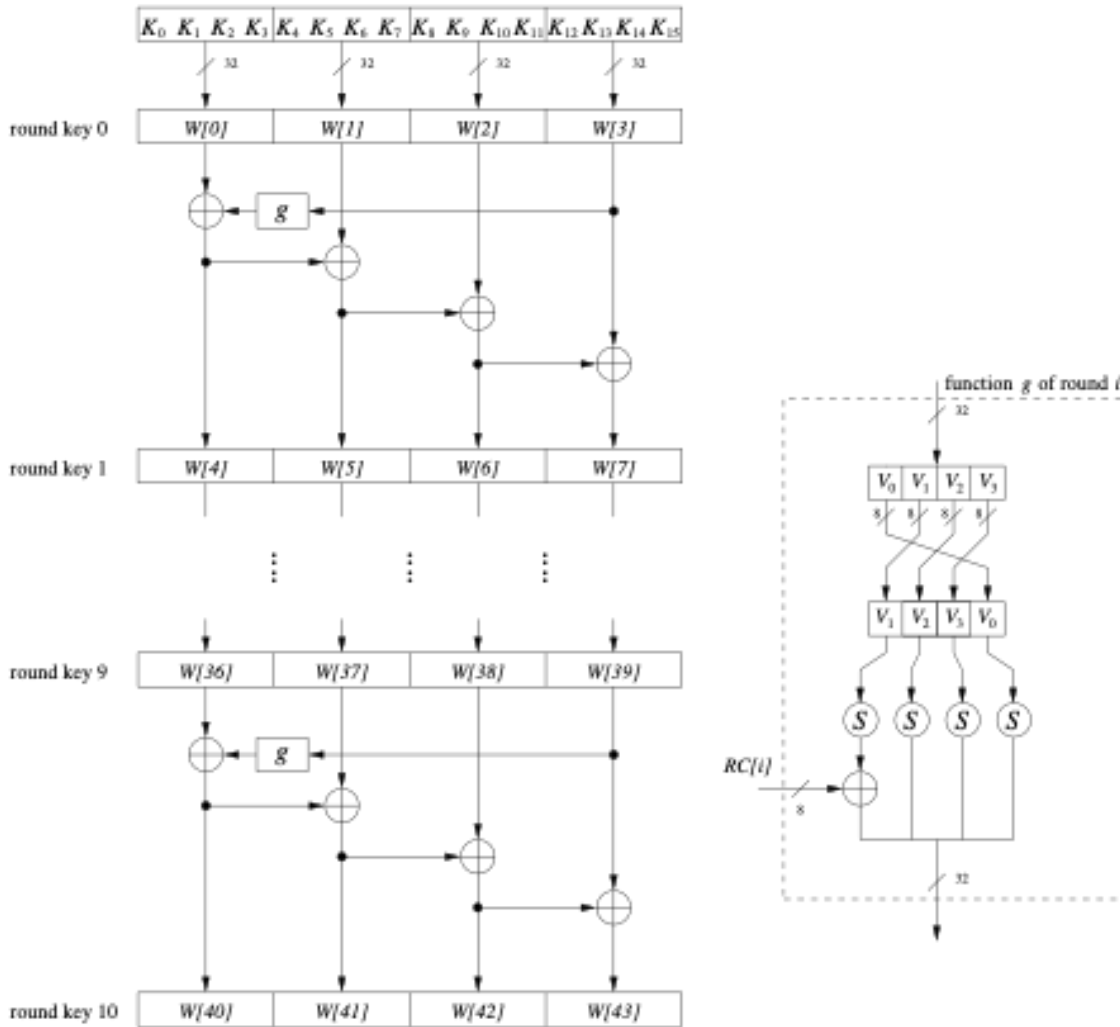 K₀ K₁ K₂ K₃ K₄ K₅ K₆ K₇ K₈ K₉ K₁₀ K₁₁ K₁₂ K₁₃ K₁₄ K₁₅
32 32 32 32
round key 0 W[0] W[1] W[2] W[3]
g
round key 1 W[4] W[5] W[6] W[7]
round key 9 W[36] W[37] W[38] W[39]
g
round key 10 W[40] W[41] W[42] W[43]
function g of round i
32
V₀ V₁ V₂ V₃
8 8 8 8
V₁ V₂ V₃ V₀
S S S S
RC[i]
8
32